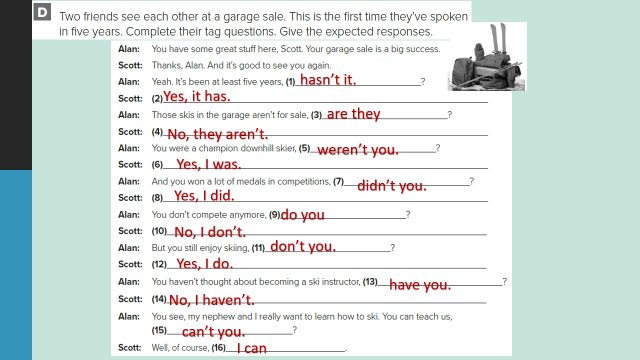 D Two friends see each other at a garage sale. This is the first time they've spoken
in five years. Complete their tag questions. Give the expected responses.
Alan: You have some great stuff here, Scott. Your garage sale is a big success.
Scott: Thanks, Alan. And it's good to see you again.
Alan: Yeah. It's been at least five years, (1) hasn't it. ?
Scott: (2) Yes, it has.
Alan: Those skis in the garage aren't for sale, (3) are they ?
Scott: (4) No, they aren't.
Alan: You were a champion downhill skier, (5) weren't you. ?
Scott: (6) Yes, I was.
Alan: And you won a lot of medals in competitions, (7) didn't you. ?
Scott: (8) Yes, I did.
Alan: You don't compete anymore, (9) do you ?
Scott: (10) No, I don't.
Alan: But you still enjoy skiing, (11) don't you. ?
Scott: (12) Yes, I do.
Alan: You haven't thought about becoming a ski instructor, (13) have you. ?
Scott: (14) No, I haven't.
Alan: You see, my nephew and I really want to learn how to ski. You can teach us,
(15) can't you. ?
Scott: Well, of course, (16) I can .